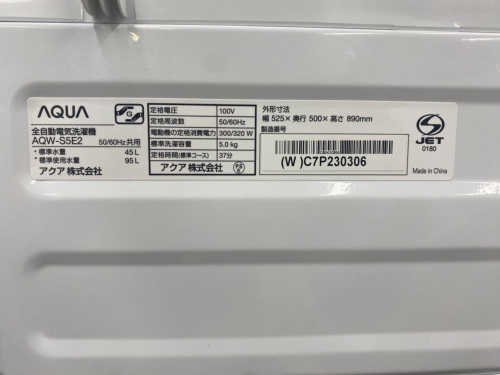 AQUA
G
全自動電気洗濯機
AQW-S5E2 50/60Hz共用
・標準水量 45L
・標準使用水量 95L
アクア株式会社
定格電圧 100V
定格周波数 50/60Hz
電動機の定格消費電力 300/320 W
標準洗濯容量 5.0 kg
定格時間(標準コース) 37分
アクア株式会社
PS
E
外形寸法
幅 525× 奥行 500× 高さ 890mm
製造番号
(W )C7P230306
S
JET
0180
Made in China